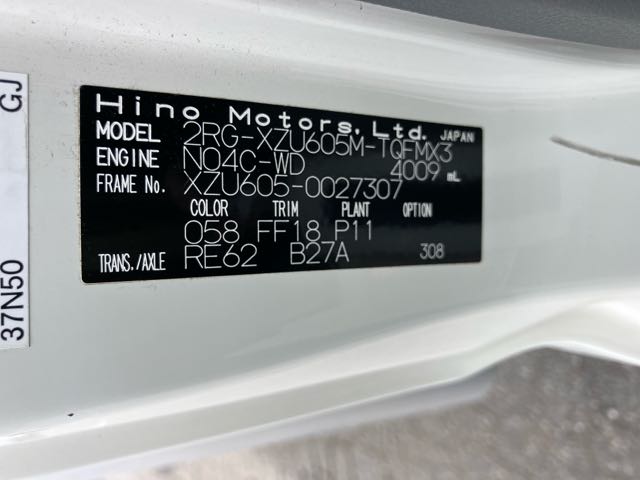 Hino Motors, Ltd. JAPAN
MODEL 2RG-XZU605M-TQFMX3
ENGINE N04C-WD 4009 mL
FRAME No. XZU605-0027307
COLOR TRIM PLANT OPTION
058 FF18 P11
TRANS./AXLE RE62 B27A 308
37N50 GJ